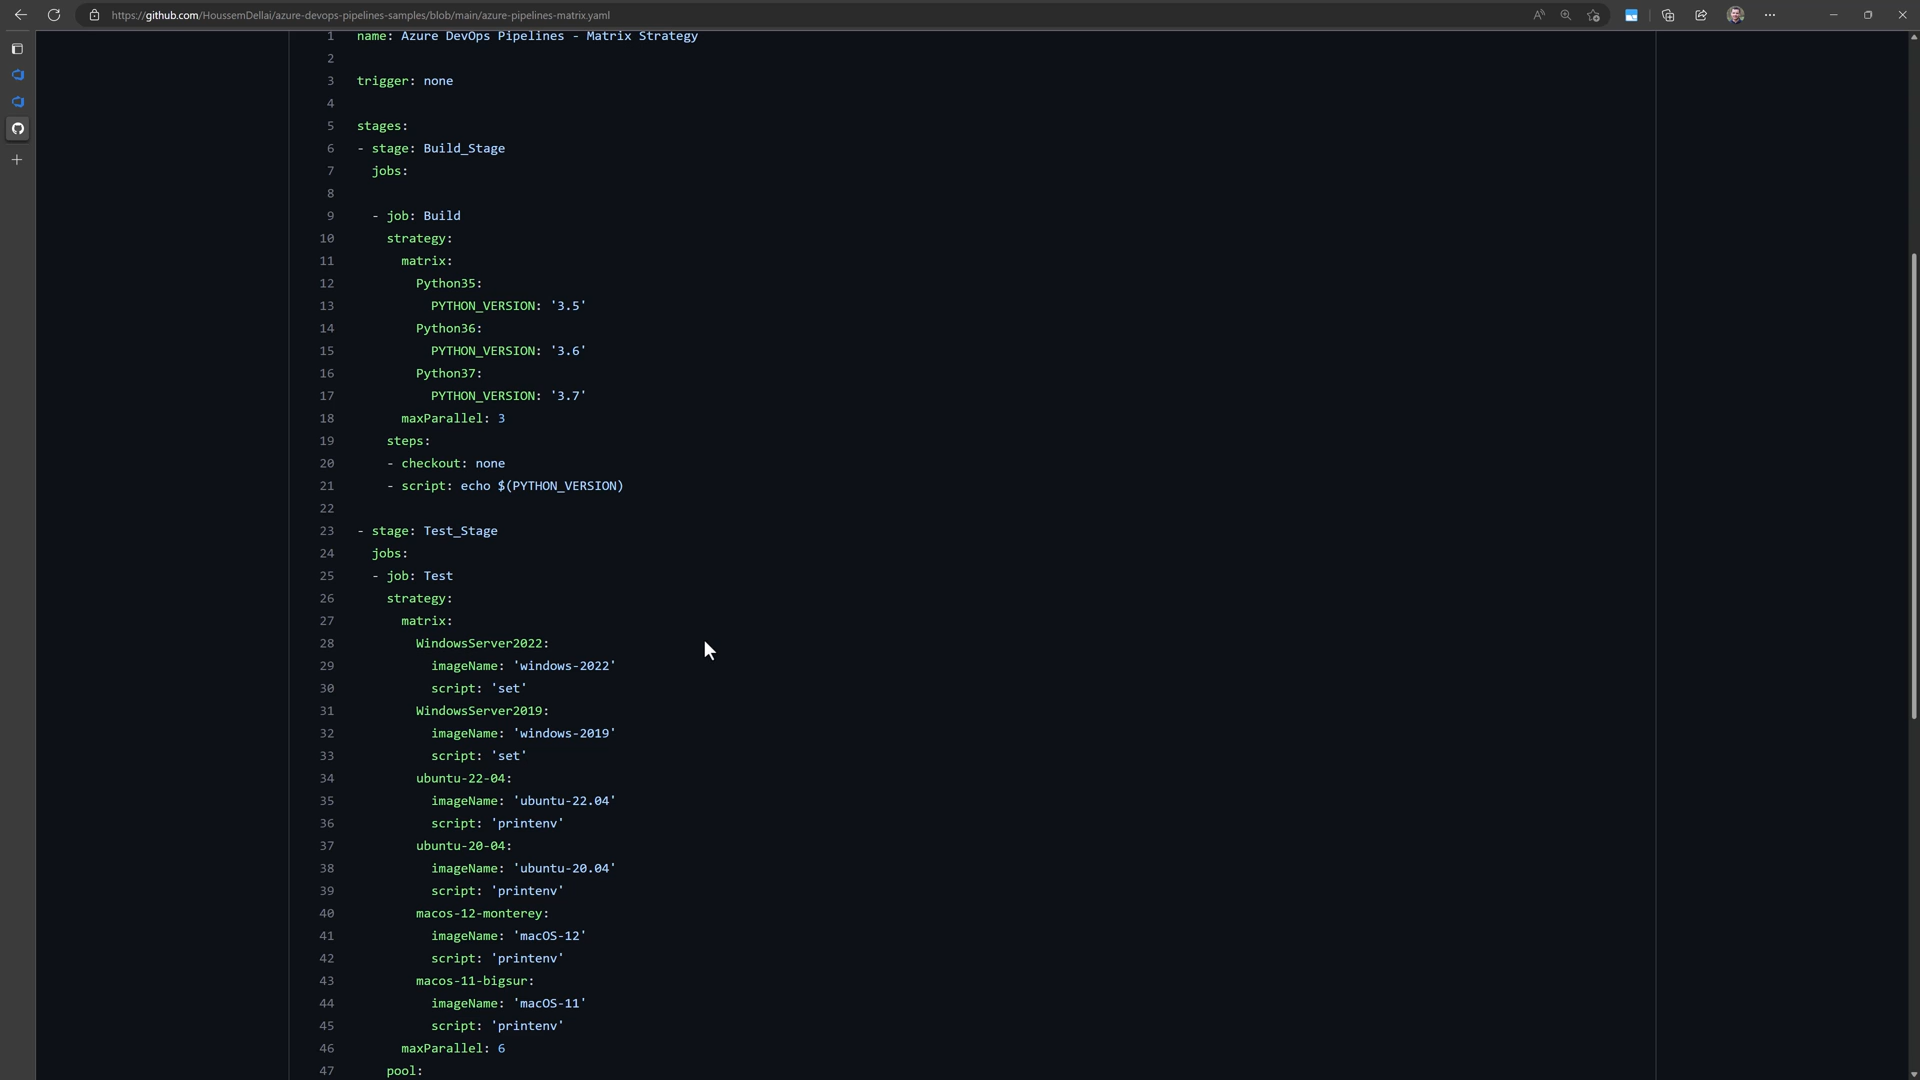 https://github.com/HoussemDellai/azure-devops-pipelines-samples/blob/main/azure-pipelines-matrix.yaml
1 name: Azure DevOps Pipelines - Matrix Strategy
2
3 trigger: none
4
5 stages:
6 - stage: Build_Stage
7 jobs:
8
9 - job: Build
10 strategy:
11 matrix:
12 Python35:
13 PYTHON_VERSION: '3.5'
14 Python36:
15 PYTHON_VERSION: '3.6'
16 Python37:
17 PYTHON_VERSION: '3.7'
18 maxParallel: 3
19 steps:
20 - checkout: none
21 - script: echo $(PYTHON_VERSION)
22
23 - stage: Test_Stage
24 jobs:
25 - job: Test
26 strategy:
27 matrix:
28 WindowsServer2022:
29 imageName: 'windows-2022'
30 script: 'set'
31 WindowsServer2019:
32 imageName: 'windows-2019'
33 script: 'set'
34 ubuntu-22-04:
35 imageName: 'ubuntu-22.04'
36 script: 'printenv'
37 ubuntu-20-04:
38 imageName: 'ubuntu-20.04'
39 script: 'printenv'
40 macos-12-monterey:
41 imageName: 'macOS-12'
42 script: 'printenv'
43 macos-11-bigsur:
44 imageName: 'macOS-11'
45 script: 'printenv'
46 maxParallel: 6
47 pool: